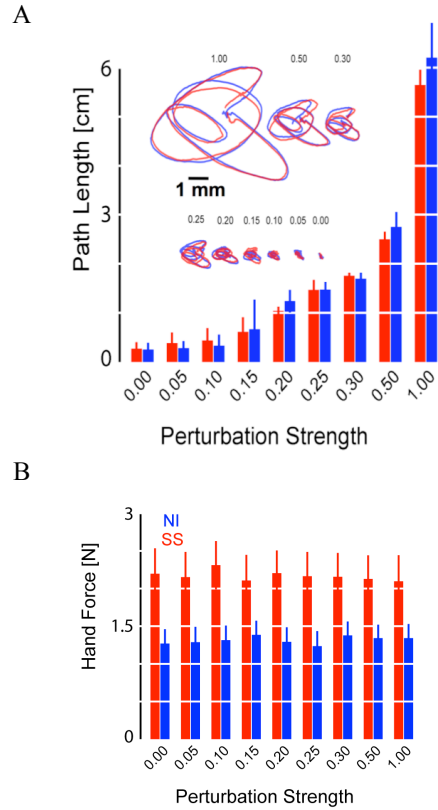 A
6
3
0
Path Length [cm]
1.00 0.50 0.30
1 mm
0.25 0.20 0.15 0.10 0.05 0.00
0.00 0.05 0.10 0.15 0.20 0.25 0.30 0.50 1.00
Perturbation Strength
B
3
1.5
0
Hand Force [N]
NI
SS
0.00 0.05 0.10 0.15 0.20 0.25 0.30 0.50 1.00
Perturbation Strength